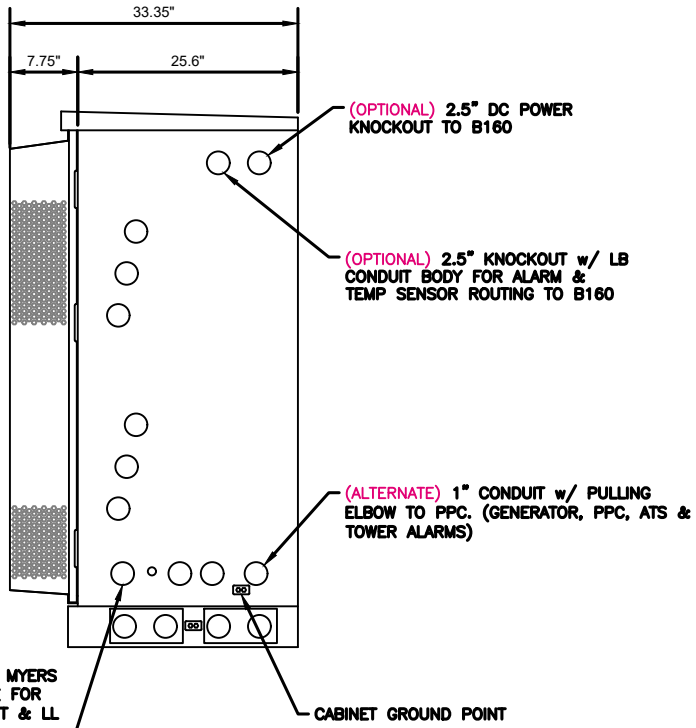 33.35"
7.75" 25.6"
(OPTIONAL) 2.5" DC POWER
KNOCKOUT TO B160
(OPTIONAL) 2.5" KNOCKOUT w/ LB
CONDUIT BODY FOR ALARM &
TEMP SENSOR ROUTING TO B160
(ALTERNATE) 1" CONDUIT w/ PULLING
ELBOW TO PPC. (GENERATOR, PPC, ATS &
TOWER ALARMS)
MYERS
FOR
T & LL
CABINET GROUND POINT